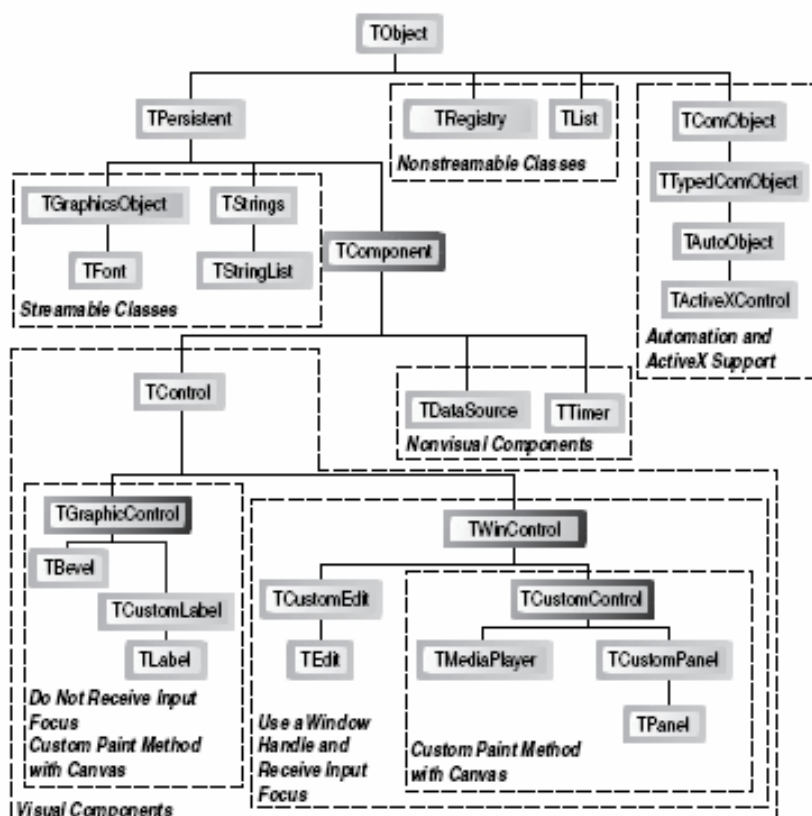 TObject
TPersistent
TRegistry
TList
Nonstreamable Classes
TComObject
TTypedComObject
TAutoObject
TActiveXControl
Automation and
ActiveX Support
TGraphicsObject
TStrings
TFont
TStringList
Streamable Classes
TComponent
TControl
TDataSource
TTimer
Nonvisual Components
TGraphicControl
TBevel
TCustomLabel
TLabel
Do Not Receive Input
Focus
Custom Paint Method
with Canvas
TWinControl
TCustomEdit
TEdit
Use a Window
Handle and
Receive Input
Focus
TCustomControl
TMediaPlayer
TCustomPanel
TPanel
Custom Paint Method
with Canvas
Visual Components